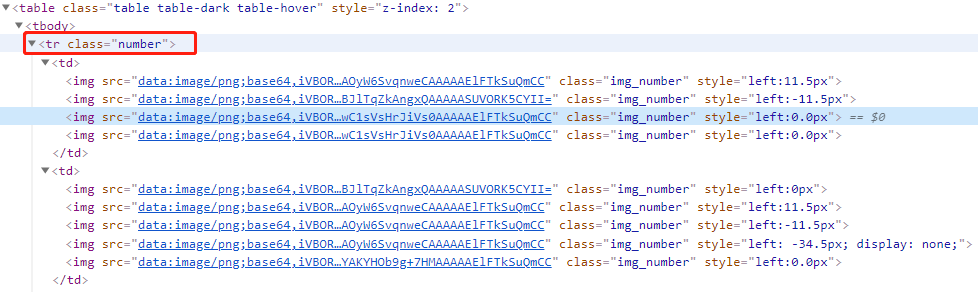 ▼<table class="table table-dark table-hover" style="z-index: 2">
▼<tbody>
▼<tr class="number">
▼<td>
<img src="data:image/png;base64,iVBOR…AOyW6SvqnweCAAAAAElFTkSuQmCC" class="img_number" style="left:11.5px">
<img src="data:image/png;base64,iVBOR…BJlTqZkAngxQAAAAASUVORK5CYII=" class="img_number" style="left:-11.5px">
<img src="data:image/png;base64,iVBOR…wC1sVsHrJiVs0AAAAAElFTkSuQmCC" class="img_number" style="left:0.0px"> == $0
<img src="data:image/png;base64,iVBOR…wC1sVsHrJiVs0AAAAAElFTkSuQmCC" class="img_number" style="left:0.0px">
</td>
▼<td>
<img src="data:image/png;base64,iVBOR…BJlTqZkAngxQAAAAASUVORK5CYII=" class="img_number" style="left:0px">
<img src="data:image/png;base64,iVBOR…AOyW6SvqnweCAAAAAElFTkSuQmCC" class="img_number" style="left:11.5px">
<img src="data:image/png;base64,iVBOR…AOyW6SvqnweCAAAAAElFTkSuQmCC" class="img_number" style="left:-11.5px">
<img src="data:image/png;base64,iVBOR…AOyW6SvqnweCAAAAAElFTkSuQmCC" class="img_number" style="left: -34.5px; display: none;">
<img src="data:image/png;base64,iVBOR…YAKYHOb9g+7HMAAAAAElFTkSuQmCC" class="img_number" style="left:0.0px">
</td>